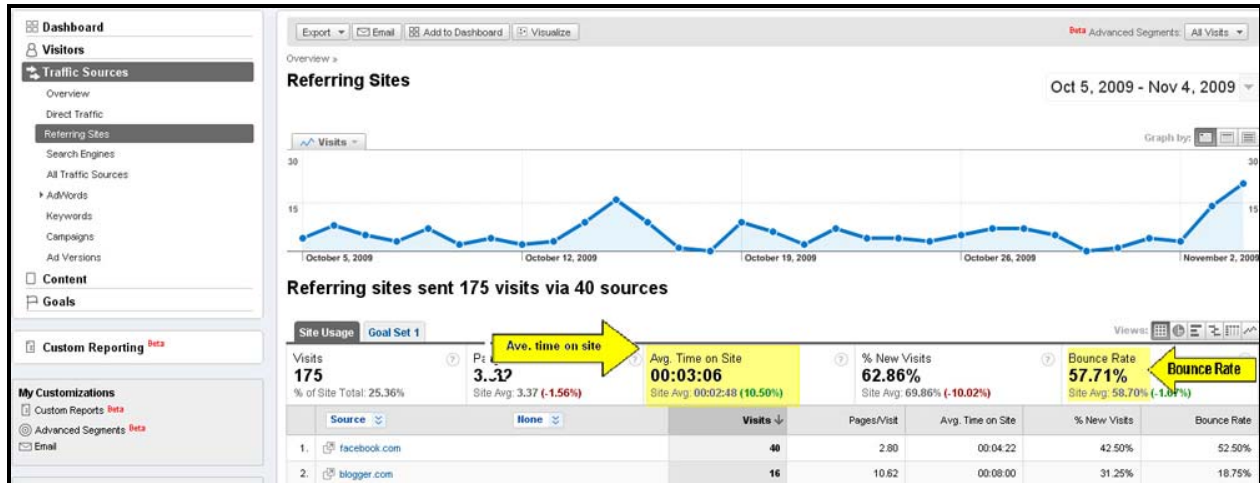 Dashboard
Visitors
Traffic Sources
Overview
Direct Traffic
Referring Sites
Search Engines
All Traffic Sources
AdWords
Keywords
Campaigns
Ad Versions
Content
Goals
Custom Reporting Beta
My Customizations
Custom Reports Beta
Advanced Segments Beta
Email
Export Email Add to Dashboard Visualize Beta Advanced Segments: All Visits
Overview »
Referring Sites
Oct 5, 2009 - Nov 4, 2009
Visits Graph by:
30 30
15 15
October 5, 2009 October 12, 2009 October 19, 2009 October 26, 2009 November 2, 2009
Referring sites sent 175 visits via 40 sources
Site Usage Goal Set 1 Views:
Ave. time on site
Bounce Rate
Visits Avg. Time on Site % New Visits Bounce Rate
175 3.32 00:03:06 62.86% 57.71%
% of Site Total: 25.36% Site Avg: 3.37 (-1.56%) Site Avg: 00:02:48 (10.50%) Site Avg: 69.86% (-10.02%) Site Avg: 58.70% (-1.67%)
Source None Visits Pages/Visit Avg. Time on Site % New Visits Bounce Rate
1. facebook.com 40 2.80 00:04:22 42.50% 52.50%
2. blogger.com 16 10.62 00:08:00 31.25% 18.75%